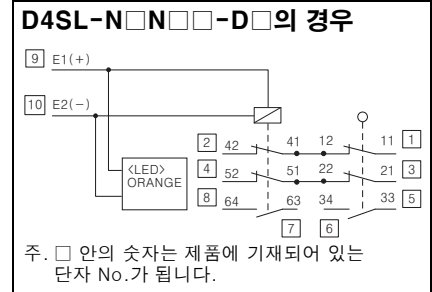 D4SL-N□N□□-D□의 경우
9 E1(+)
10 E2(-)
2 42 41 12 11 1
<LED> 4 52 51 22 21 3
ORANGE
8 64 63 34 33 5
7 6
주. □ 안의 숫자는 제품에 기재되어 있는
단자 No.가 됩니다.